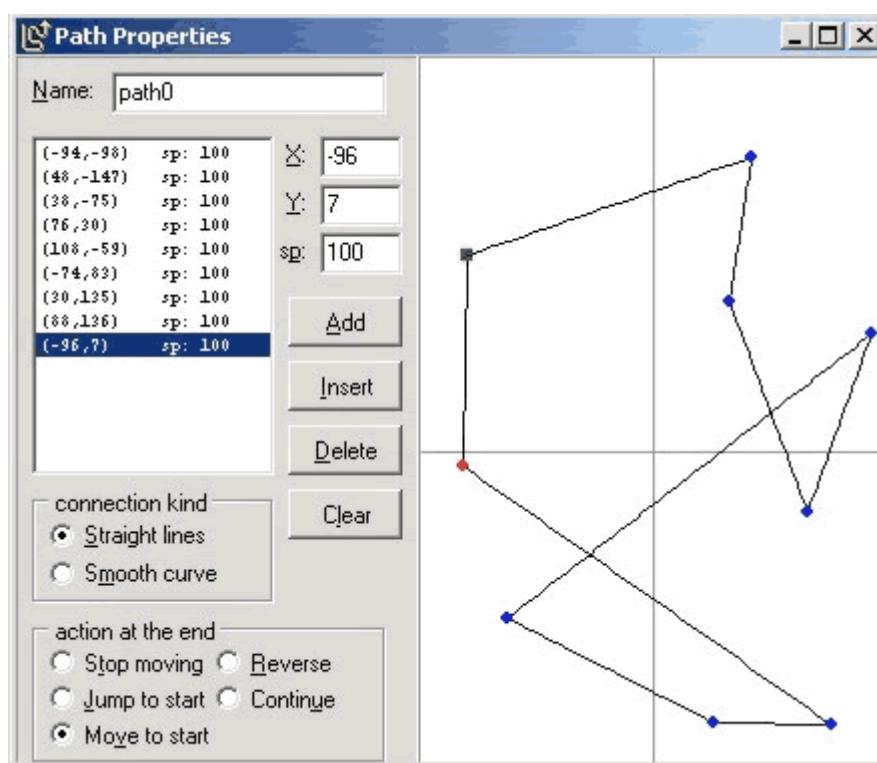 Path Properties
Name: path0
(-94,-98) sp: 100
(48,-147) sp: 100
(38,-75) sp: 100
(76,30) sp: 100
(108,-59) sp: 100
(-74,83) sp: 100
(30,135) sp: 100
(88,136) sp: 100
(-96,7) sp: 100
X: -96
Y: 7
sp: 100
Add
Insert
Delete
Clear
connection kind
Straight lines
Smooth curve
action at the end
Stop moving Reverse
Jump to start Continue
Move to start